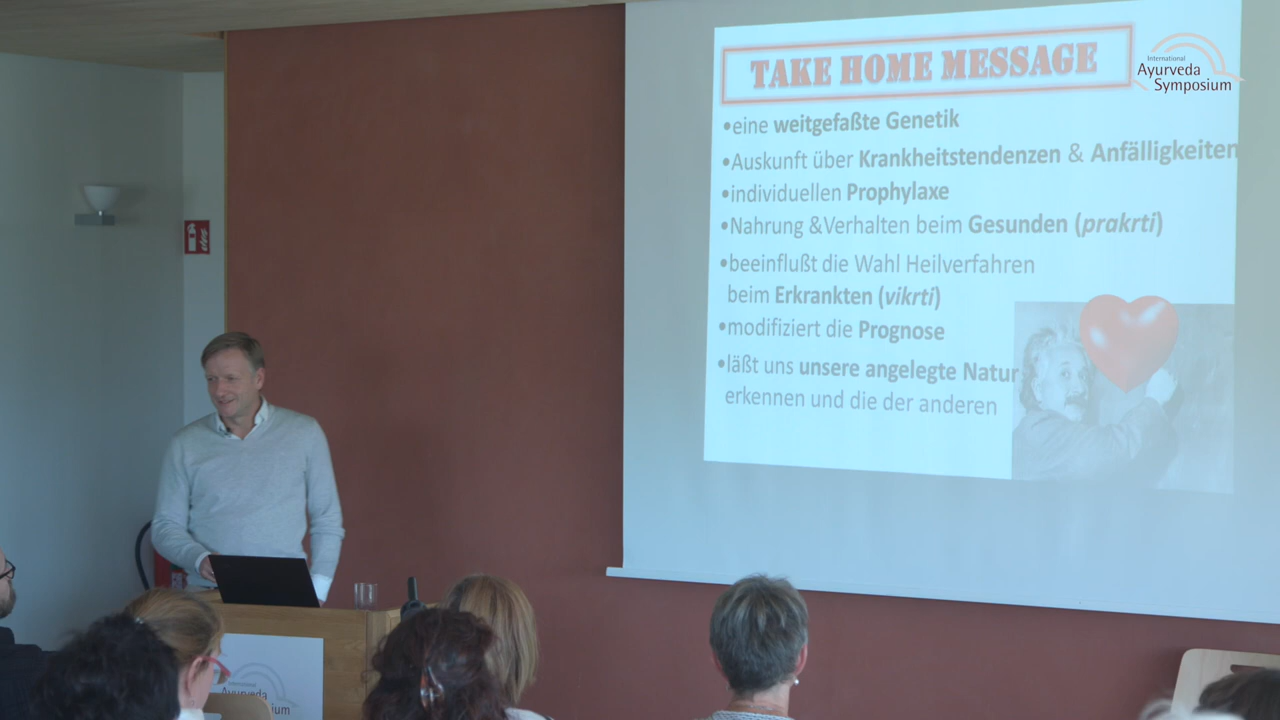 TAKE HOME MESSAGE
International
Ayurveda
Symposium
•eine weitgefaßte Genetik
•Auskunft über Krankheitstendenzen & Anfälligkeiten
•individuellen Prophylaxe
•Nahrung &Verhalten beim Gesunden (prakrti)
•beeinflußt die Wahl Heilverfahren
beim Erkrankten (vikrti)
•modifiziert die Prognose
•läßt uns unsere angelegte Natur
erkennen und die der anderen
Ayurveda